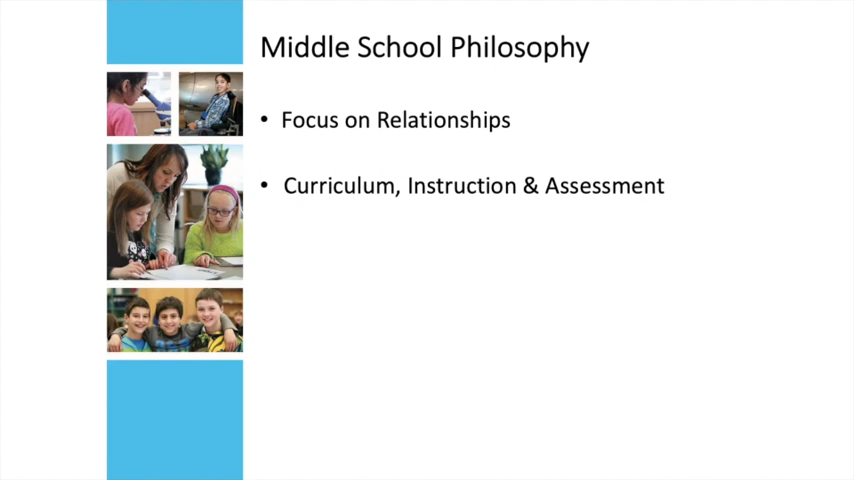 Middle School Philosophy
• Focus on Relationships
• Curriculum, Instruction & Assessment